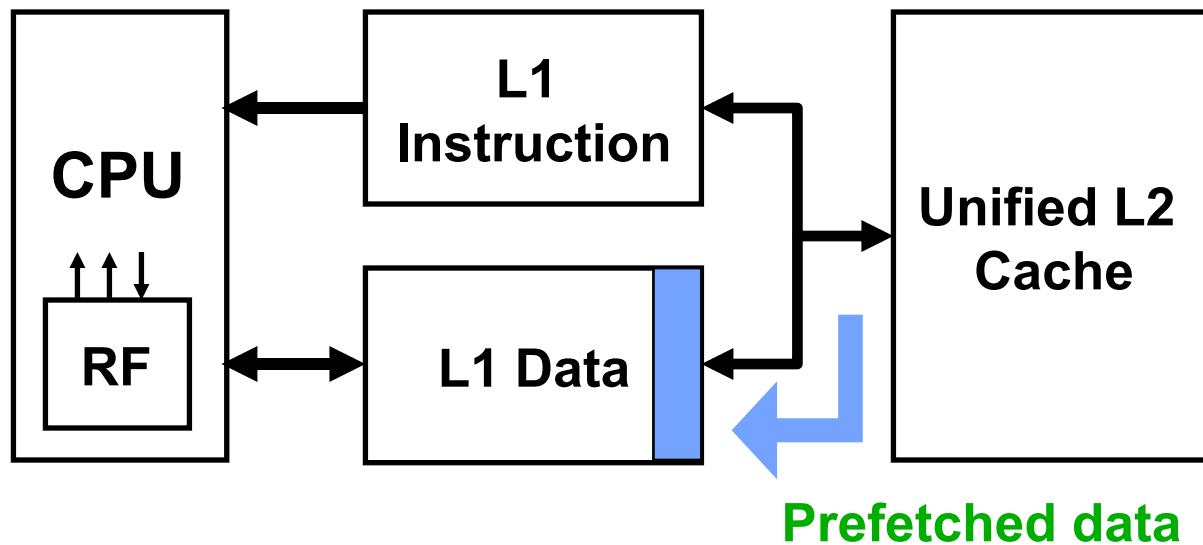 CPU
RF
L1
Instruction
L1 Data
Unified L2
Cache
Prefetched data